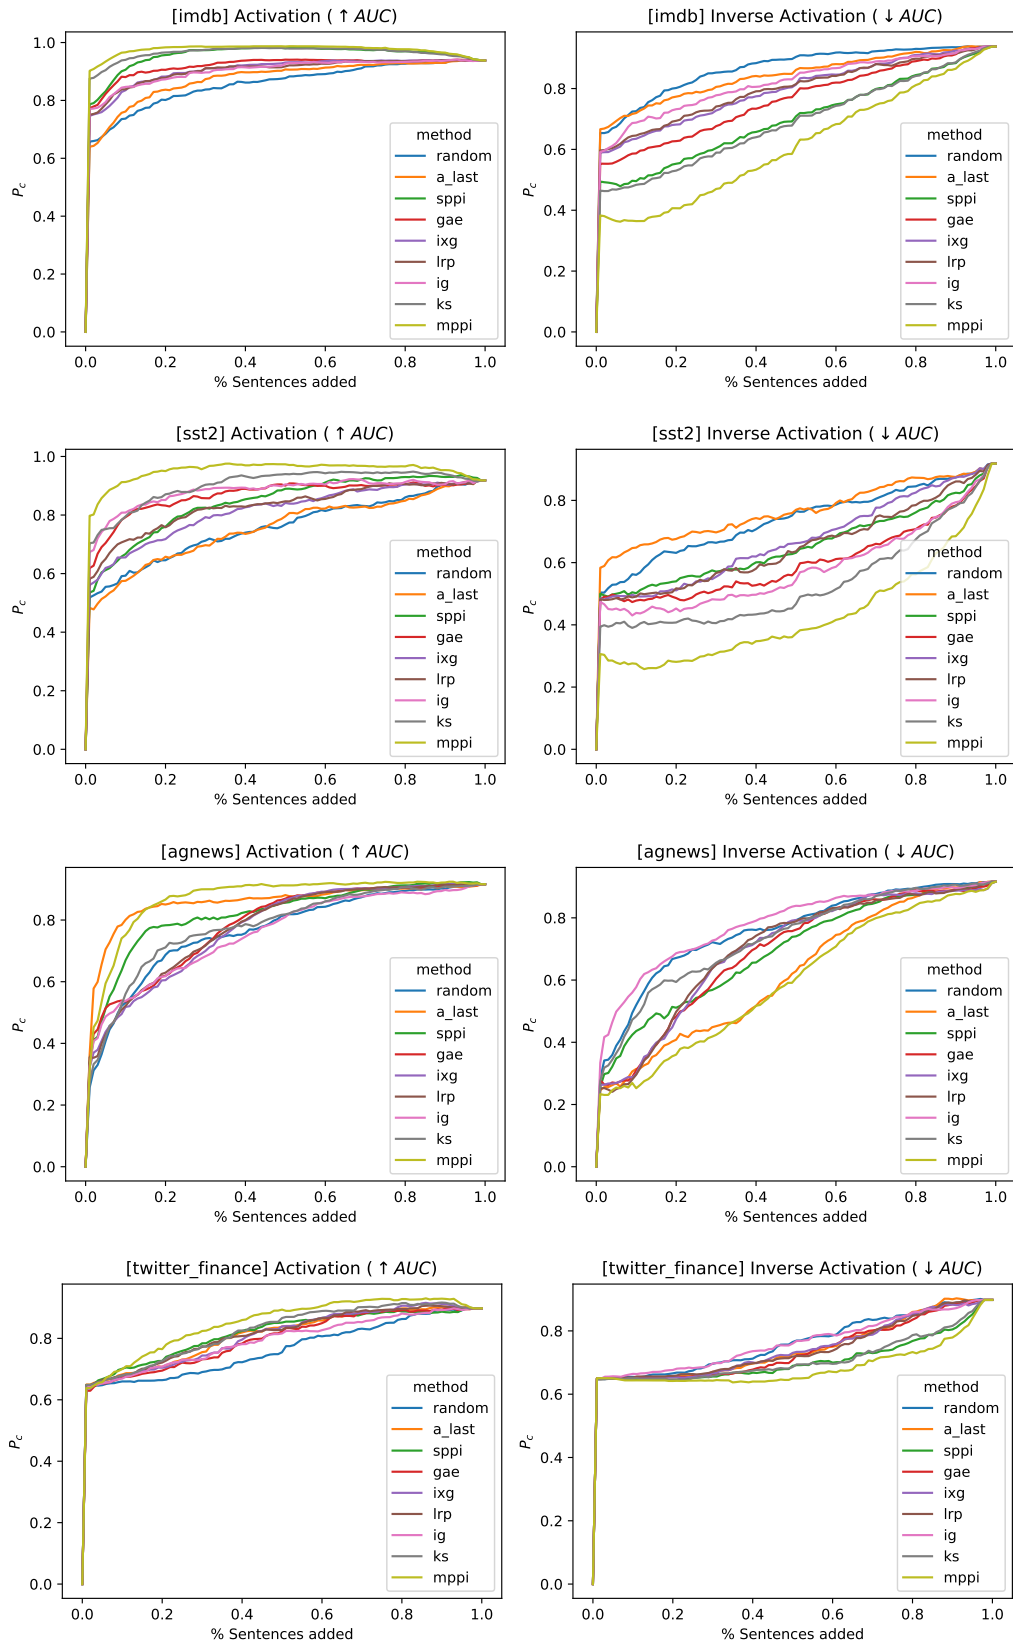 [imdb] Activation (↑ AUC)
1.0
0.8
0.6
0.4
0.2
0.0
P_c
method
random
a_last
sppi
gae
ixg
lrp
ig
ks
mppi
0.0 0.2 0.4 0.6 0.8 1.0
% Sentences added
[imdb] Inverse Activation (↓ AUC)
0.8
0.6
0.4
0.2
0.0
P_c
method
random
a_last
sppi
gae
ixg
lrp
ig
ks
mppi
0.0 0.2 0.4 0.6 0.8 1.0
% Sentences added
[sst2] Activation (↑ AUC)
1.0
0.8
0.6
0.4
0.2
0.0
P_c
method
random
a_last
sppi
gae
ixg
lrp
ig
ks
mppi
0.0 0.2 0.4 0.6 0.8 1.0
% Sentences added
[sst2] Inverse Activation (↓ AUC)
0.8
0.6
0.4
0.2
0.0
P_c
method
random
a_last
sppi
gae
ixg
lrp
ig
ks
mppi
0.0 0.2 0.4 0.6 0.8 1.0
% Sentences added
[agnews] Activation (↑ AUC)
0.8
0.6
0.4
0.2
0.0
P_c
method
random
a_last
sppi
gae
ixg
lrp
ig
ks
mppi
0.0 0.2 0.4 0.6 0.8 1.0
% Sentences added
[agnews] Inverse Activation (↓ AUC)
0.8
0.6
0.4
0.2
0.0
P_c
method
random
a_last
sppi
gae
ixg
lrp
ig
ks
mppi
0.0 0.2 0.4 0.6 0.8 1.0
% Sentences added
[twitter_finance] Activation (↑ AUC)
0.8
0.6
0.4
0.2
0.0
P_c
method
random
a_last
sppi
gae
ixg
lrp
ig
ks
mppi
0.0 0.2 0.4 0.6 0.8 1.0
% Sentences added
[twitter_finance] Inverse Activation (↓ AUC)
0.8
0.6
0.4
0.2
0.0
P_c
method
random
a_last
sppi
gae
ixg
lrp
ig
ks
mppi
0.0 0.2 0.4 0.6 0.8 1.0
% Sentences added